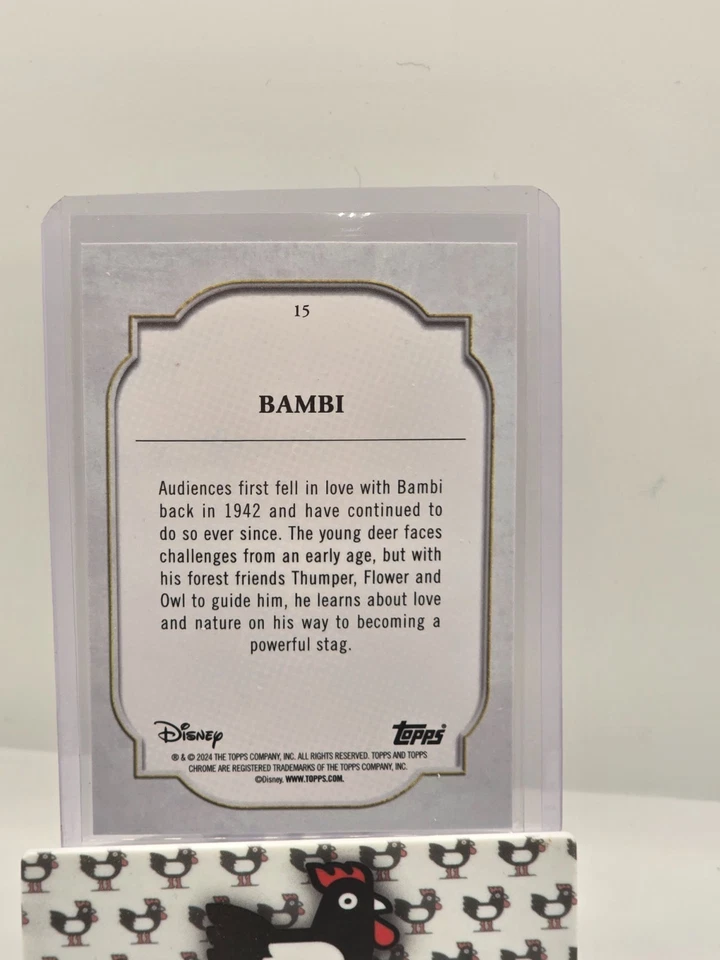 15
BAMBI
Audiences first fell in love with Bambi
back in 1942 and have continued to
do so ever since. The young deer faces
challenges from an early age, but with
his forest friends Thumper, Flower and
Owl to guide him, he learns about love
and nature on his way to becoming a
powerful stag.
Disney
Topps®
® & © 2024 THE TOPPS COMPANY, INC. ALL RIGHTS RESERVED. TOPPS AND TOPPS
CHROME ARE REGISTERED TRADEMARKS OF THE TOPPS COMPANY, INC.
©Disney. WWW.TOPPS.COM.